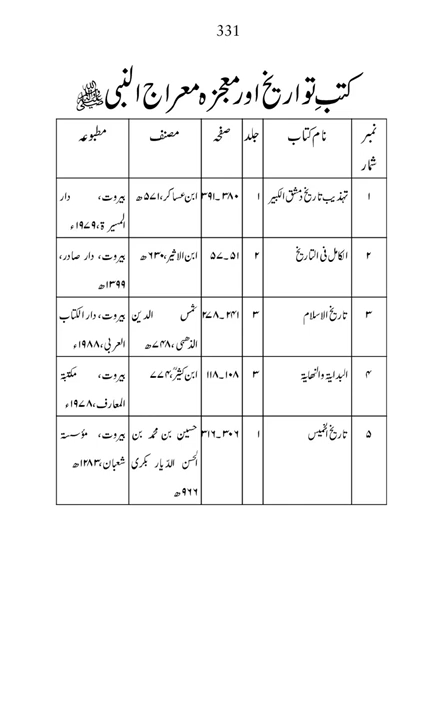 331
کتبِ تواریخ اور معجزہ معراج النبی ﷺ
نمبر شمار نام کتاب جلد صفحہ مصنف مطبوعہ
۱ تہذیب تاریخ دمشق الکبیر ۱ ۳۸۰۔۳۹۱ ابن عساکر، ۵۷۱ھ بیروت، دار
المسیرۃ، ۱۹۷۹ء
۲ الکامل فی التاریخ ۲ ۵۱۔۵۷ ابن الاثیر، ۶۳۰ھ بیروت، دار صادر،
۱۳۹۹ھ
۳ تاریخ الاسلام ۳ ۲۴۱۔۲۷۸ شمس الدین بیروت، دار الکتاب
الذھبی، ۷۴۸ھ العربی، ۱۹۸۸ء
۴ البدایۃ والنھایۃ ۳ ۱۰۸۔۱۱۸ ابن کثیرؒ، ۷۷۴ بیروت، مکتبۃ
المعارف، ۱۹۷۸ء
۵ تاریخ الخمیس ۱ ۳۰۶۔۳۱۶ حسین بن محمد بن بیروت، مؤسسۃ
الحسن الدّیار بکری شعبان، ۱۲۸۳ھ
۹۶۶ھ